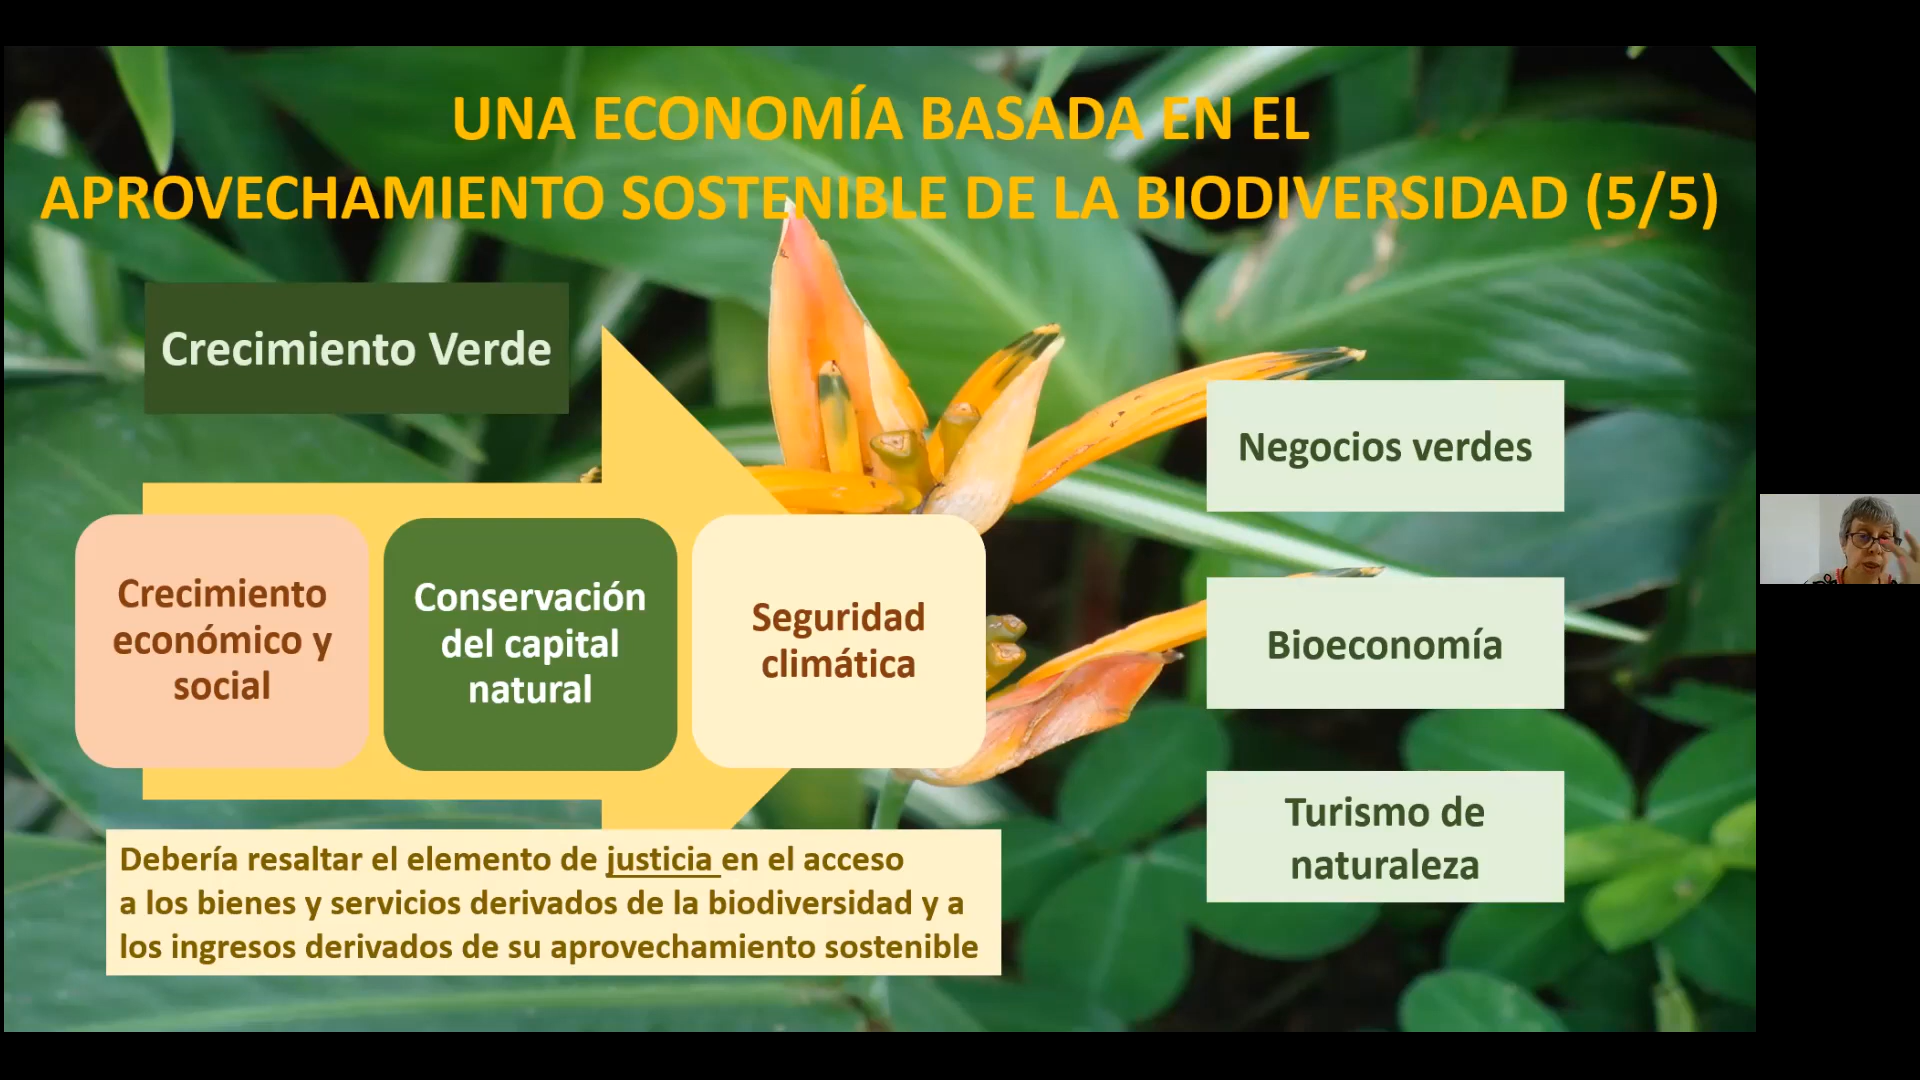 UNA ECONOMÍA BASADA EN EL
APROVECHAMIENTO SOSTENIBLE DE LA BIODIVERSIDAD (5/5)
Crecimiento Verde
Crecimiento
económico y
social
Conservación
del capital
natural
Seguridad
climática
Debería resaltar el elemento de justicia en el acceso
a los bienes y servicios derivados de la biodiversidad y a
los ingresos derivados de su aprovechamiento sostenible
Negocios verdes
Bioeconomía
Turismo de
naturaleza